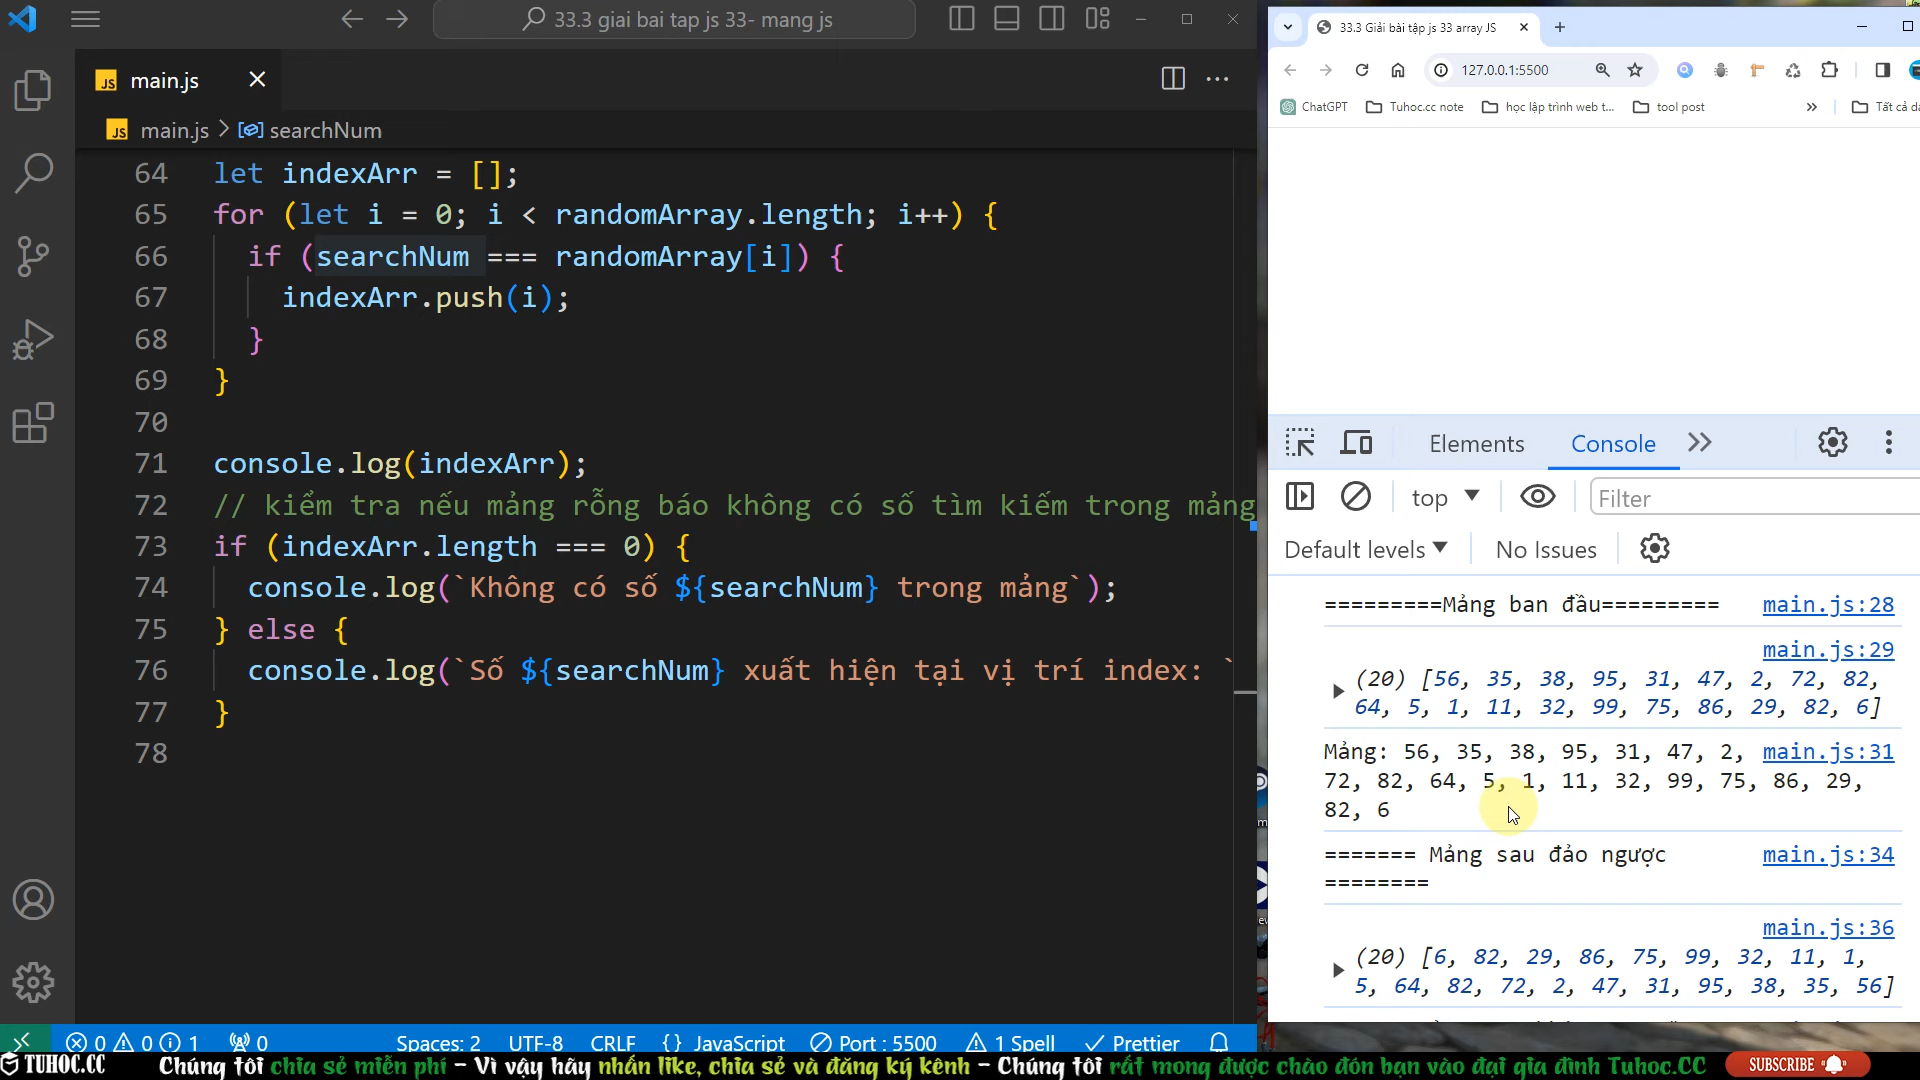 33.3 giai bai tap js 33- mang js
main.js
main.js > searchNum
64 let indexArr = [];
65 for (let i = 0; i < randomArray.length; i++) {
66 if (searchNum === randomArray[i]) {
67 indexArr.push(i);
68 }
69 }
70
71 console.log(indexArr);
72 // kiểm tra nếu mảng rỗng báo không có số tìm kiếm trong mảng
73 if (indexArr.length === 0) {
74 console.log(`Không có số ${searchNum} trong mảng`);
75 } else {
76 console.log(`Số ${searchNum} xuất hiện tại vị trí index: `
77 }
78
0 0 1 0 Spaces: 2 UTF-8 CRLF {} JavaScript Port : 5500 1 Spell Prettier
33.3 Giải bài tập js 33 array JS
127.0.0.1:5500
ChatGPT Tuhoc.cc note học lập trình web t... tool post » Tất cả
Elements Console
top Filter
Default levels No Issues
=========Mảng ban đầu========= main.js:28
main.js:29
(20) [56, 35, 38, 95, 31, 47, 2, 72, 82,
64, 5, 1, 11, 32, 99, 75, 86, 29, 82, 6]
Mảng: 56, 35, 38, 95, 31, 47, 2, main.js:31
72, 82, 64, 5, 1, 11, 32, 99, 75, 86, 29,
82, 6
======= Mảng sau đảo ngược main.js:34
========
main.js:36
(20) [6, 82, 29, 86, 75, 99, 32, 11, 1,
5, 64, 82, 72, 2, 47, 31, 95, 38, 35, 56]
TUHOC.CC Chúng tôi chia sẻ miễn phí – Vì vậy hãy nhấn like, chia sẻ và đăng ký kênh – Chúng tôi rất mong được chào đón bạn vào đại gia đình Tuhoc.CC SUBSCRIBE